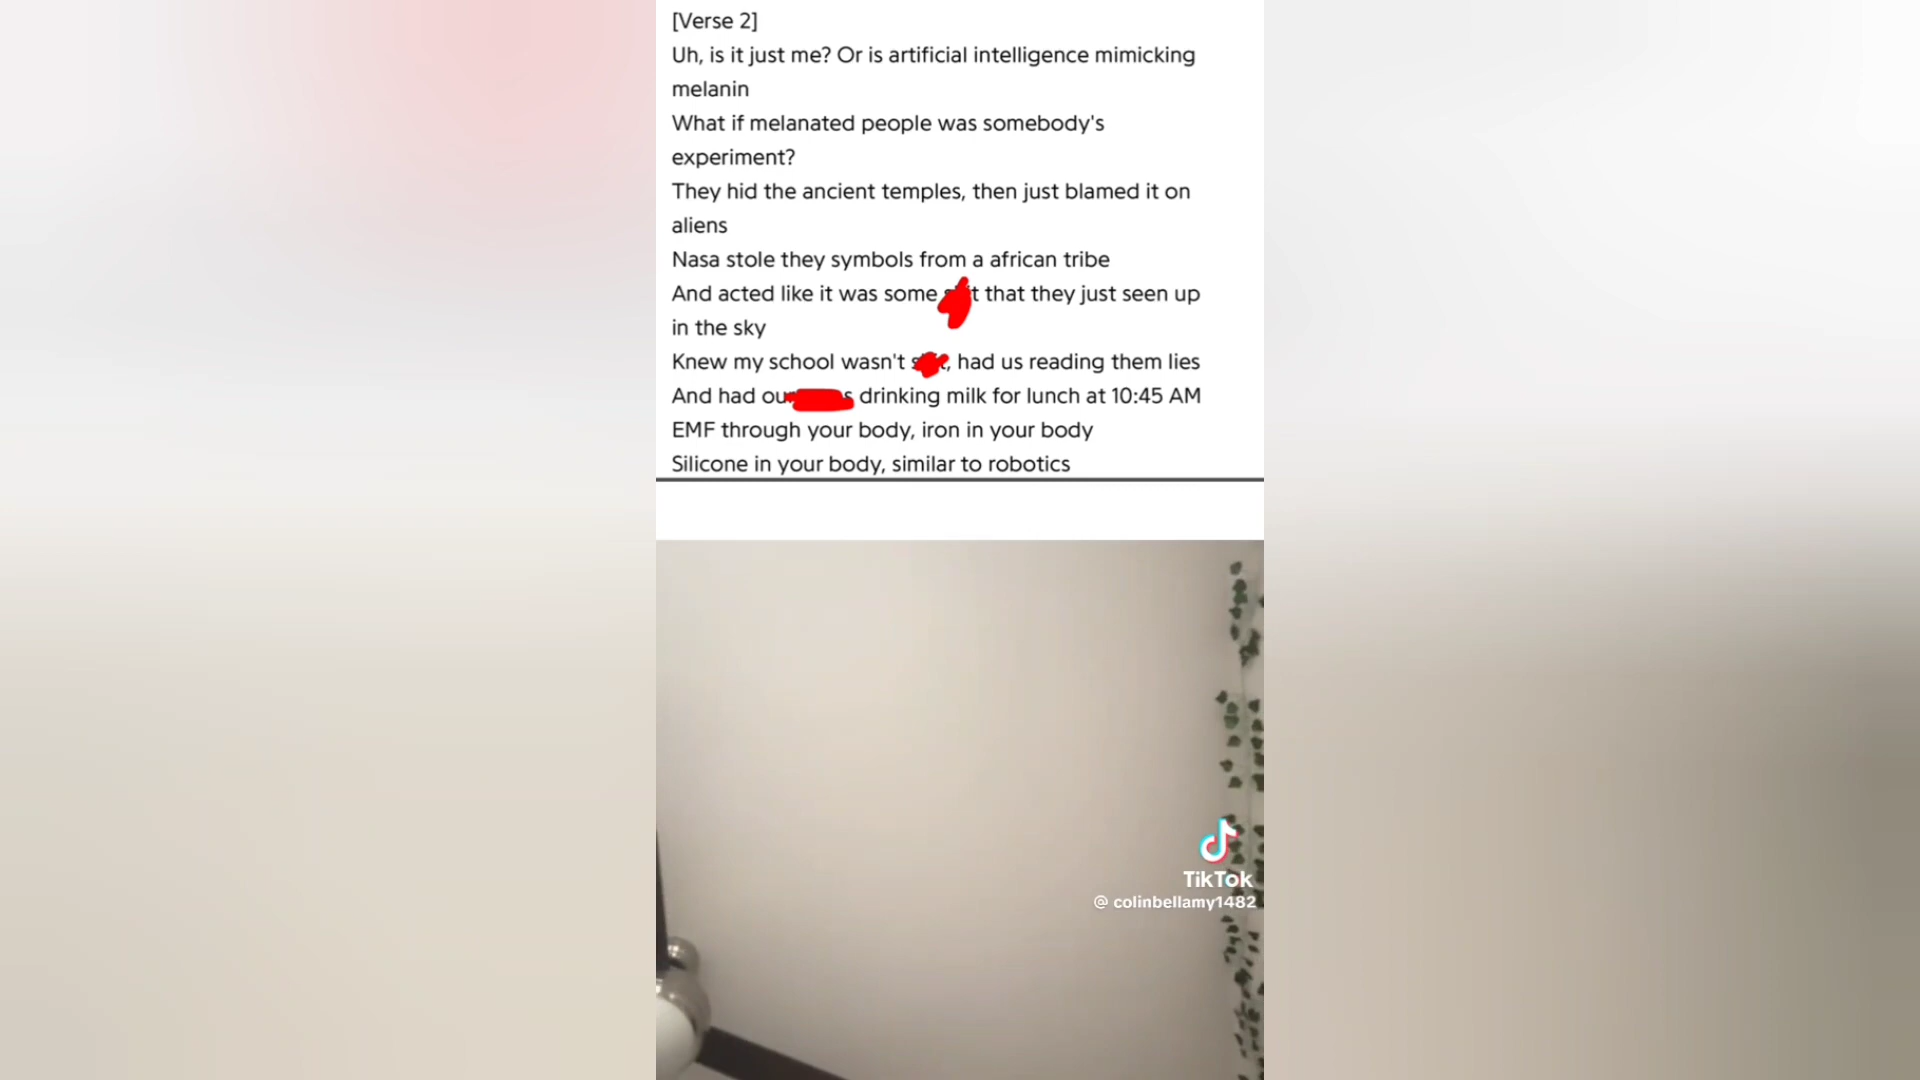 [Verse 2]
Uh, is it just me? Or is artificial intelligence mimicking
melanin
What if melanated people was somebody's
experiment?
They hid the ancient temples, then just blamed it on
aliens
Nasa stole they symbols from a african tribe
And acted like it was some that they just seen up
in the sky
Knew my school wasn't , had us reading them lies
And had our drinking milk for lunch at 10:45 AM
EMF through your body, iron in your body
Silicone in your body, similar to robotics
TikTok
@ colinbellamy1482